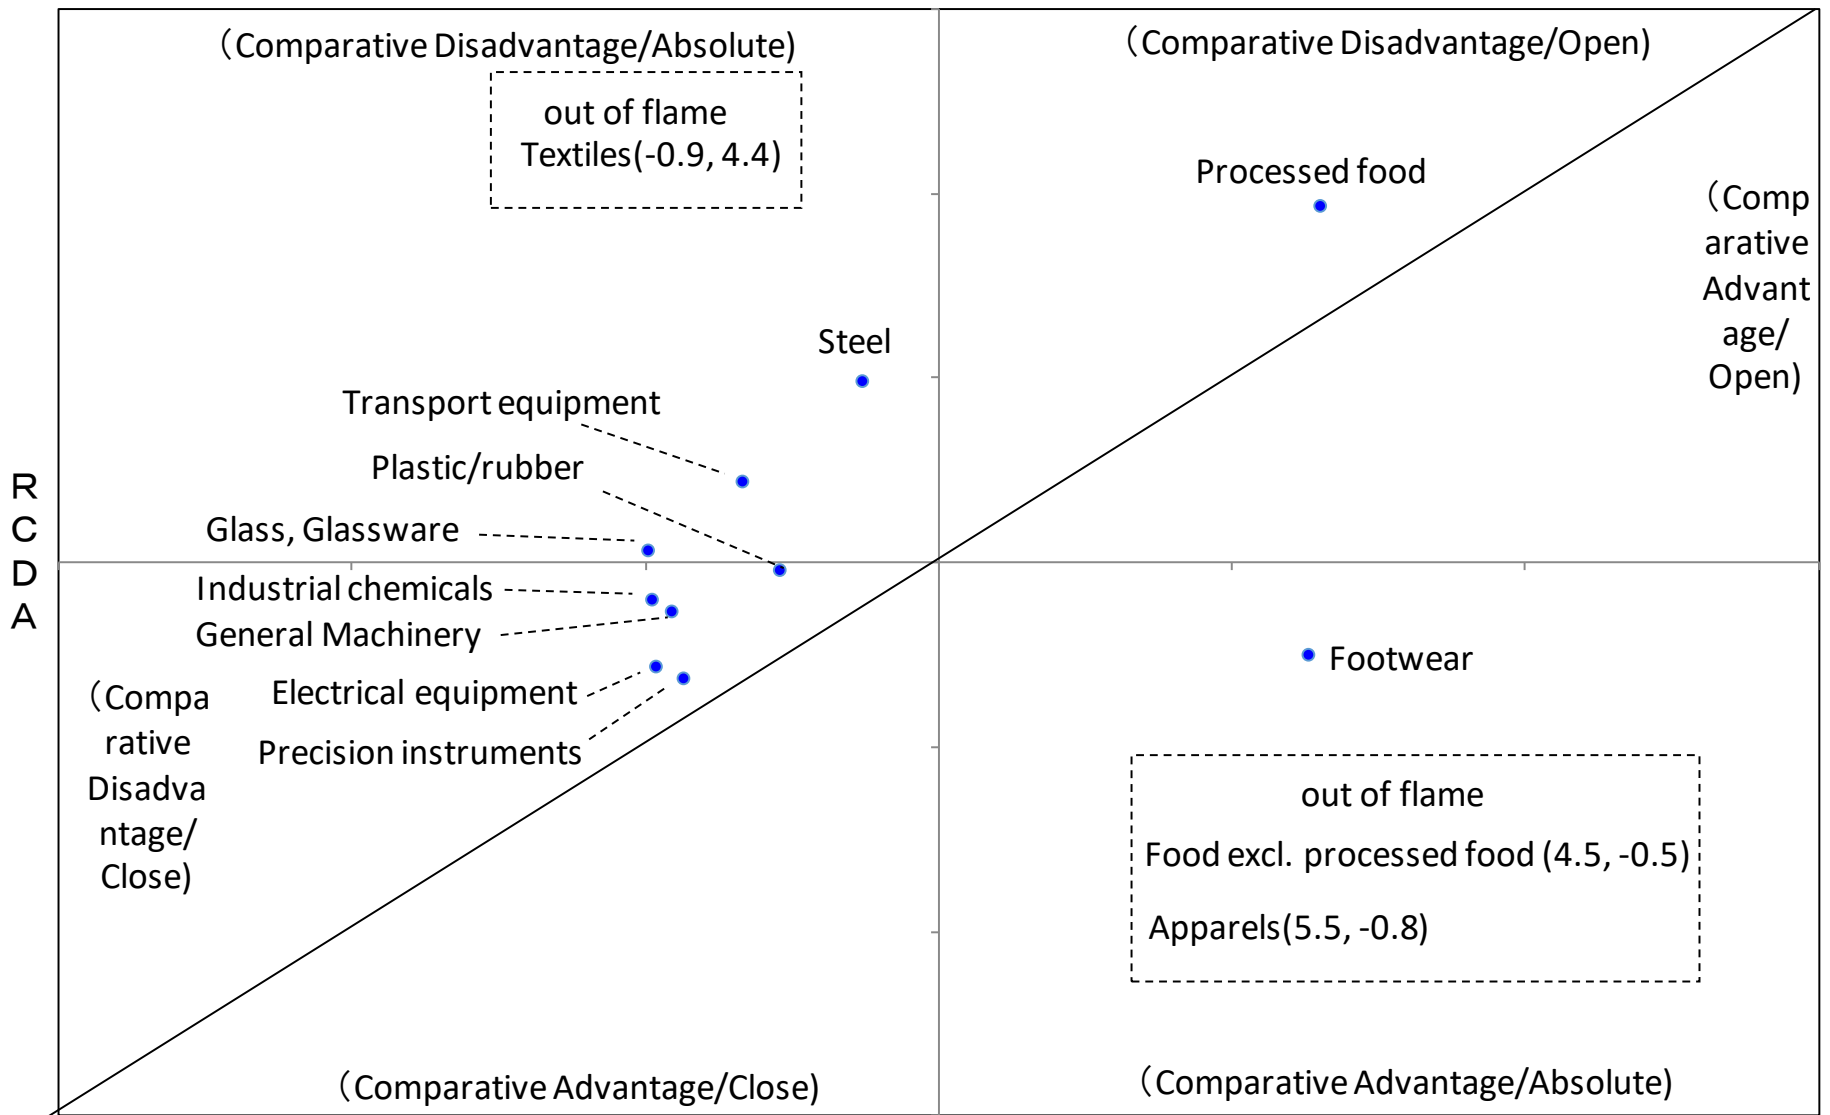 （Comparative Disadvantage/Absolute)
（Comparative Disadvantage/Open)
out of flame
Textiles(-0.9, 4.4)
Processed food
（Comp
arative
Advant
age/
Open)
Steel
Transport equipment
Plastic/rubber
Glass, Glassware
R
C
D
A
Industrial chemicals
General Machinery
Electrical equipment
Precision instruments
（Compa
rative
Disadva
ntage/
Close)
Footwear
out of flame
Food excl. processed food (4.5, -0.5)
Apparels(5.5, -0.8)
（Comparative Advantage/Close)
（Comparative Advantage/Absolute)